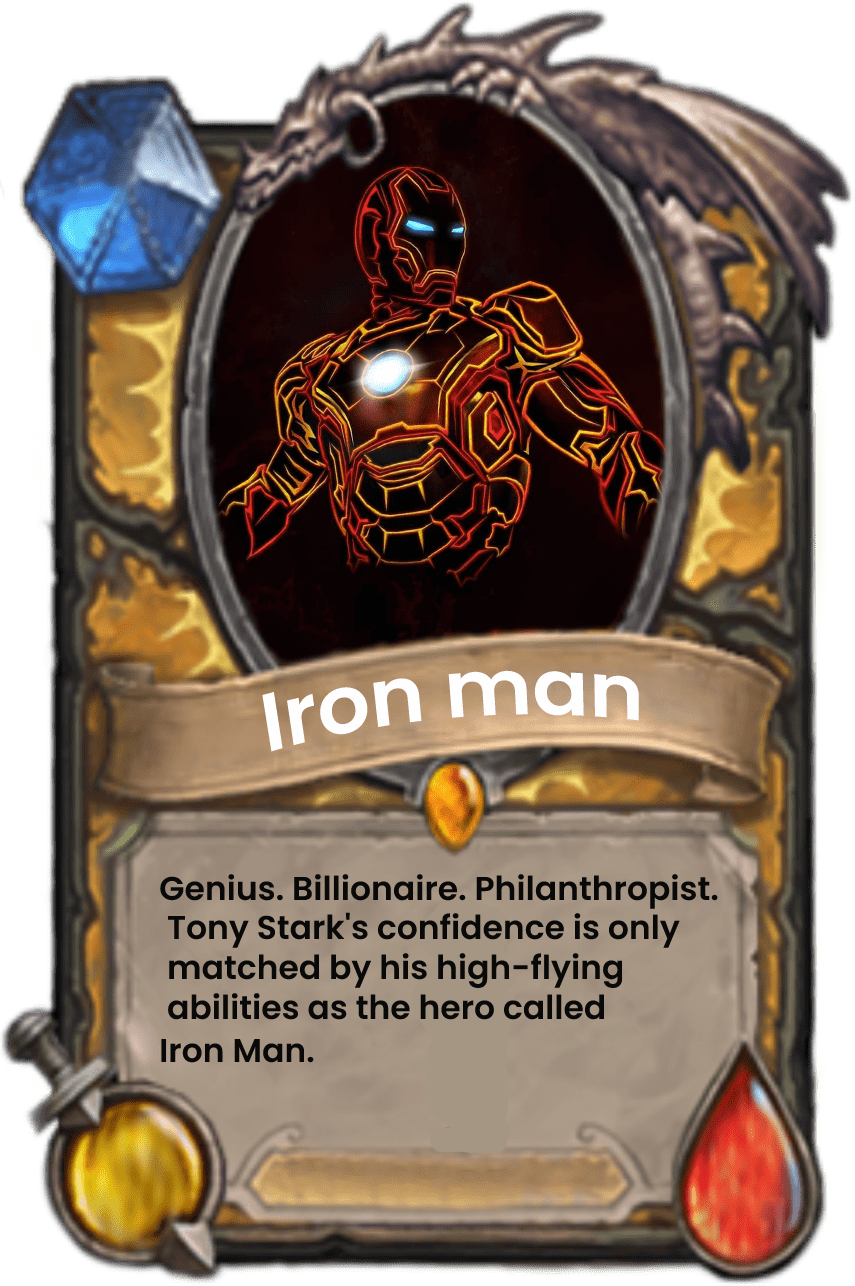 Iron man
Genius. Billionaire. Philanthropist.
Tony Stark's confidence is only
matched by his high-flying
abilities as the hero called
Iron Man.